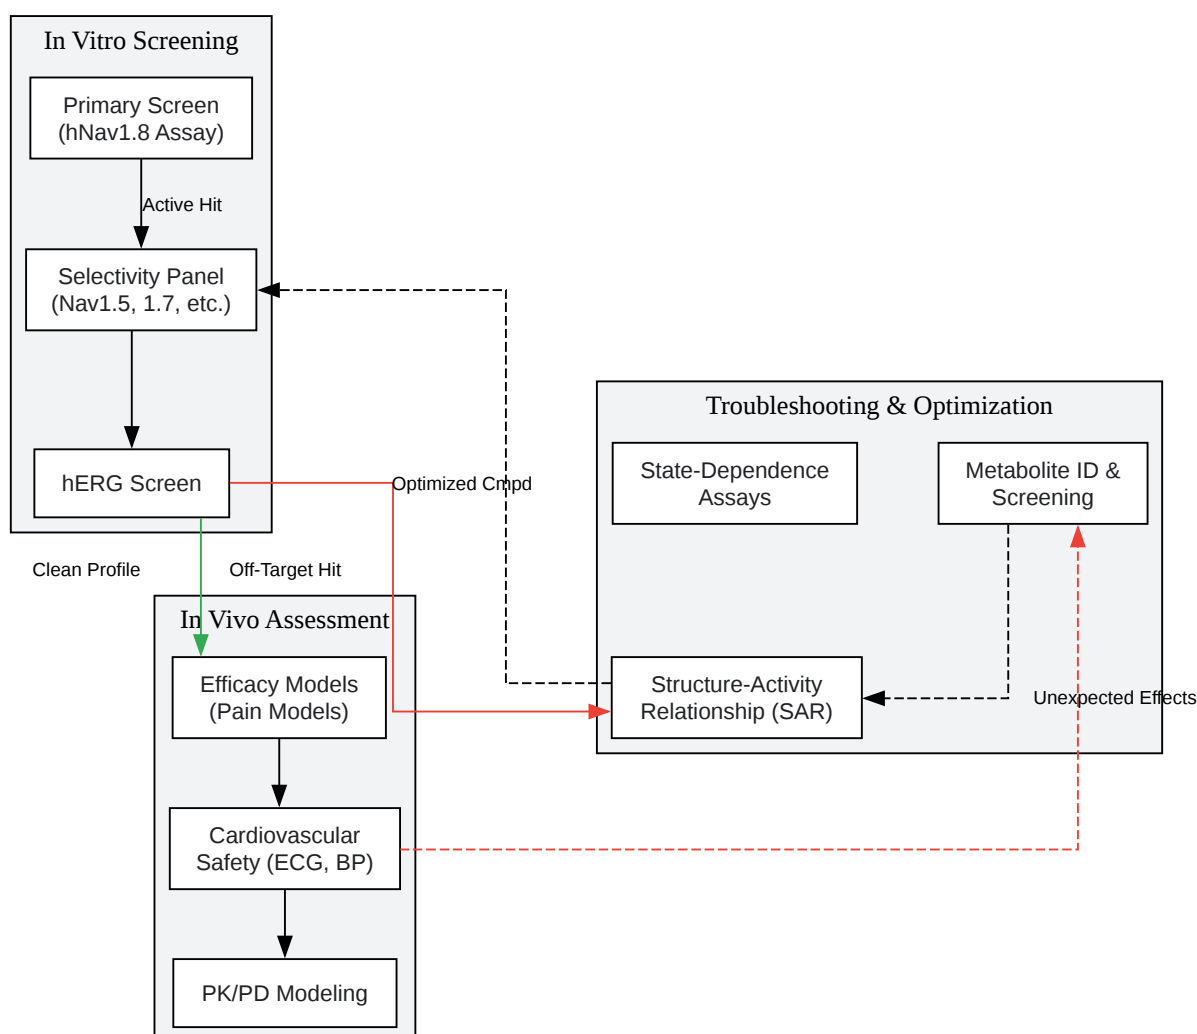 In Vitro Screening
Primary Screen
(hNav1.8 Assay)
Active Hit
Selectivity Panel
(Nav1.5, 1.7, etc.)
hERG Screen
Optimized Cmpd
Clean Profile
Off-Target Hit
In Vivo Assessment
Efficacy Models
(Pain Models)
Cardiovascular
Safety (ECG, BP)
PK/PD Modeling
Troubleshooting & Optimization
State-Dependence
Assays
Metabolite ID &
Screening
Structure-Activity
Relationship (SAR)
Unexpected Effects